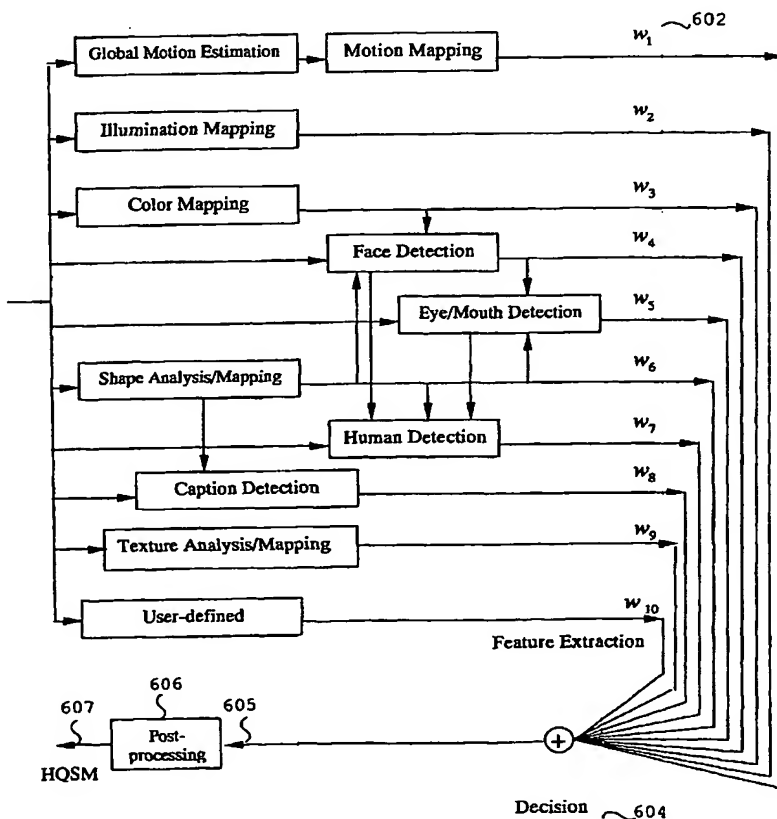 602
Global Motion Estimation
Motion Mapping
w1
Illumination Mapping
w2
Color Mapping
w3
Face Detection
w4
Eye/Mouth Detection
w5
Shape Analysis/Mapping
w6
Human Detection
w7
Caption Detection
w8
Texture Analysis/Mapping
w9
User-defined
w10
Feature Extraction
606
607
Post-
processing
605
+
HQSM
Decision
604